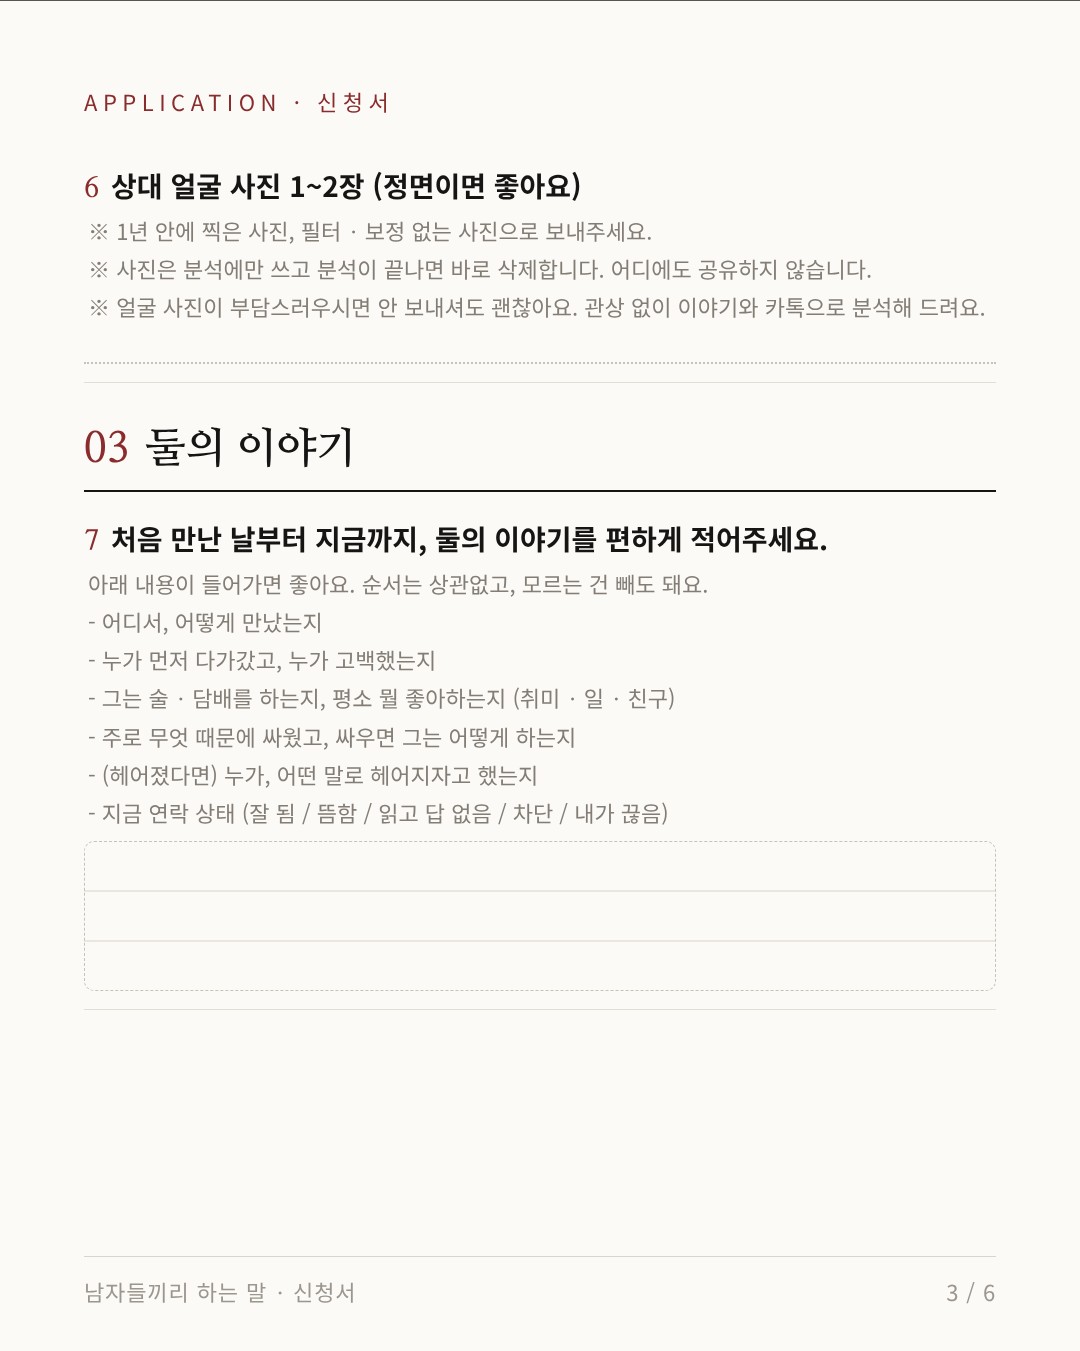 APPLICATION · 신청서
6 상대 얼굴 사진 1~2장 (정면이면 좋아요)
※ 1년 안에 찍은 사진, 필터 · 보정 없는 사진으로 보내주세요.
※ 사진은 분석에만 쓰고 분석이 끝나면 바로 삭제합니다. 어디에도 공유하지 않습니다.
※ 얼굴 사진이 부담스러우시면 안 보내셔도 괜찮아요. 관상 없이 이야기와 카톡으로 분석해 드려요.
03 둘의 이야기
7 처음 만난 날부터 지금까지, 둘의 이야기를 편하게 적어주세요.
아래 내용이 들어가면 좋아요. 순서는 상관없고, 모르는 건 빼도 돼요.
- 어디서, 어떻게 만났는지
- 누가 먼저 다가갔고, 누가 고백했는지
- 그는 술 · 담배를 하는지, 평소 뭘 좋아하는지 (취미 · 일 · 친구)
- 주로 무엇 때문에 싸웠고, 싸우면 그는 어떻게 하는지
- (헤어졌다면) 누가, 어떤 말로 헤어지자고 했는지
- 지금 연락 상태 (잘 됨 / 뜸함 / 읽고 답 없음 / 차단 / 내가 끊음)
남자들끼리 하는 말 · 신청서
3 / 6